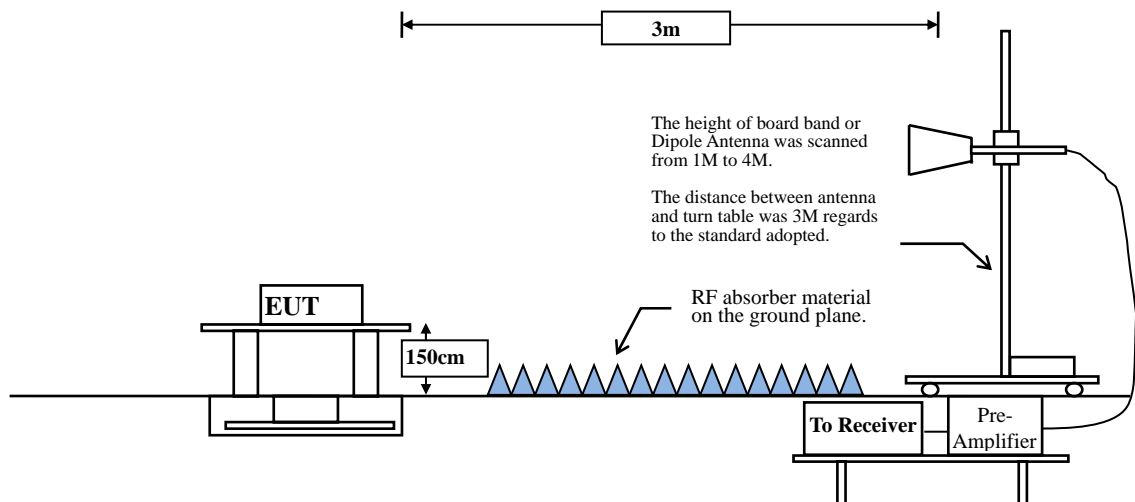 3m
The height of board band or
Dipole Antenna was scanned
from 1M to 4M.
The distance between antenna
and turn table was 3M regards
to the standard adopted.
EUT
RF absorber material
on the ground plane.
150cm
To Receiver
Pre-
Amplifier